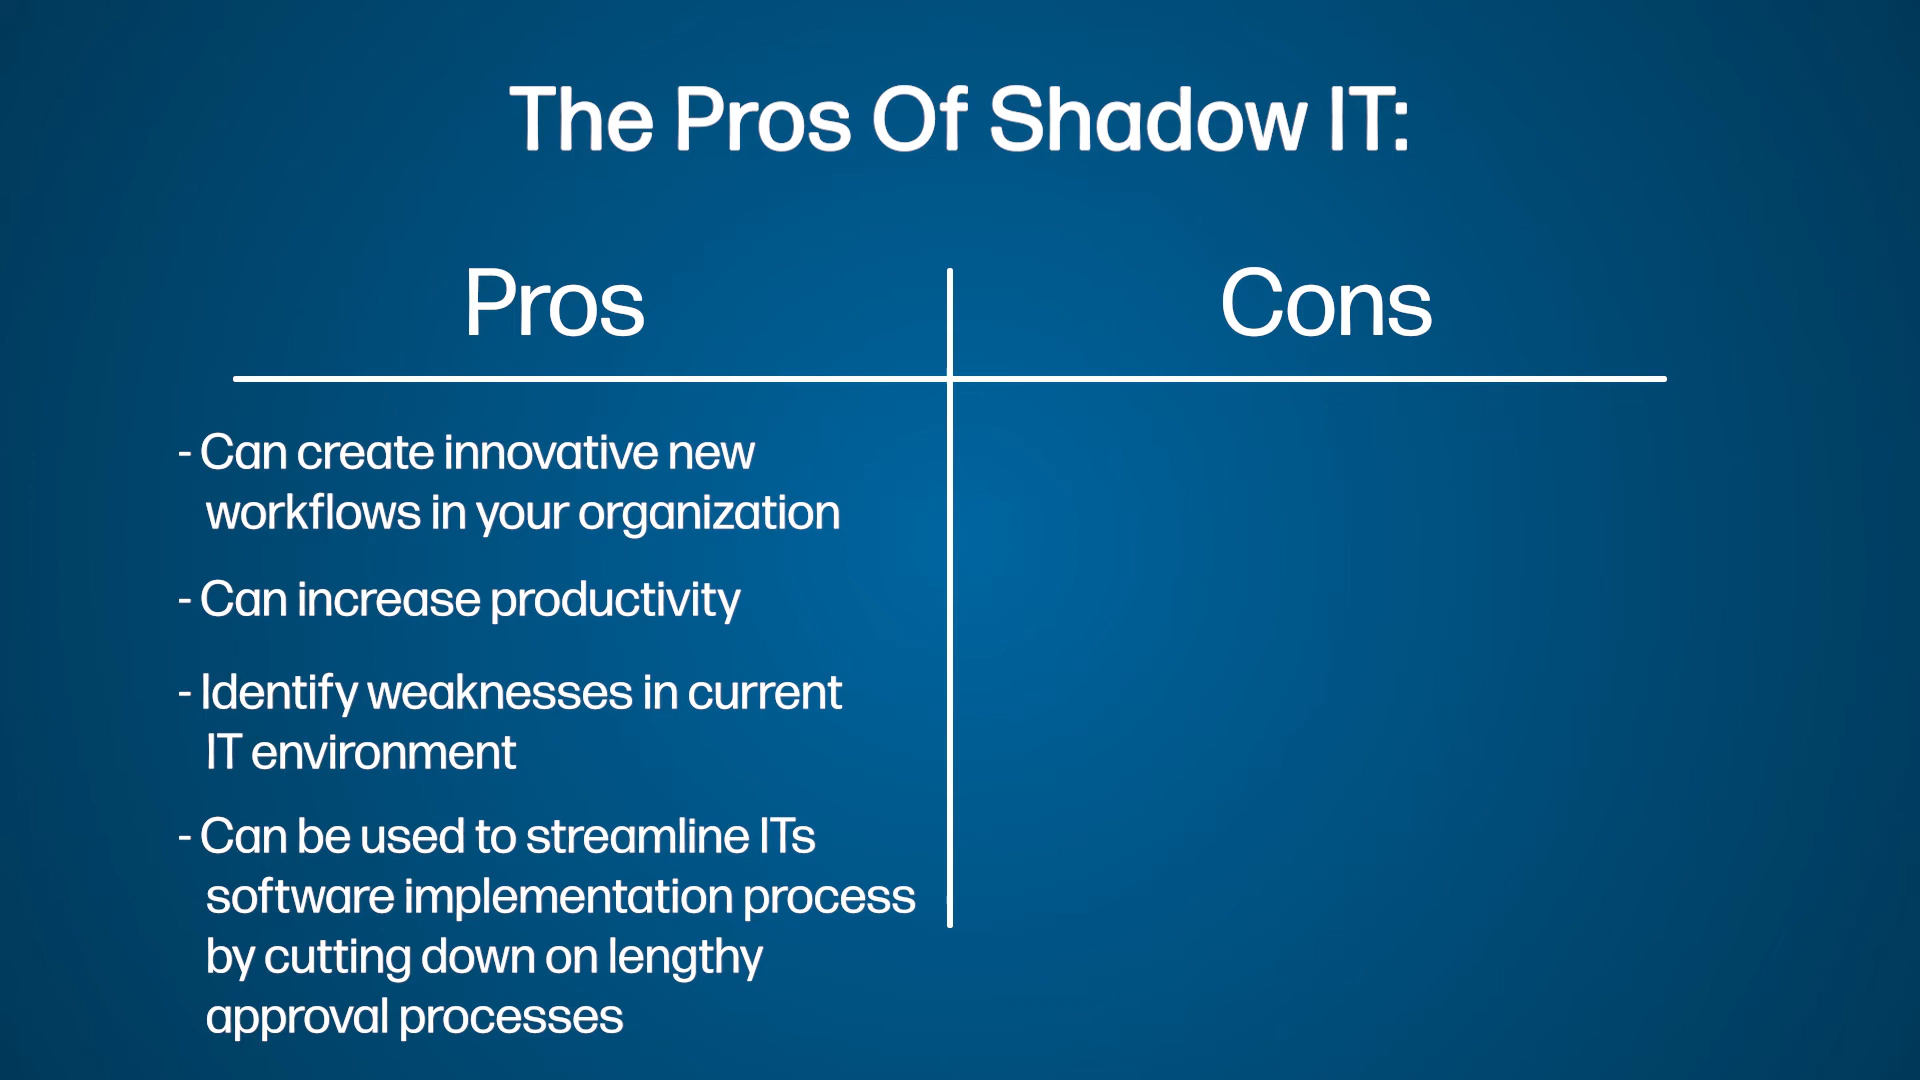 The Pros Of Shadow IT:
Pros
Cons
- Can create innovative new
workflows in your organization
- Can increase productivity
- Identify weaknesses in current
IT environment
- Can be used to streamline ITs
software implementation process
by cutting down on lengthy
approval processes